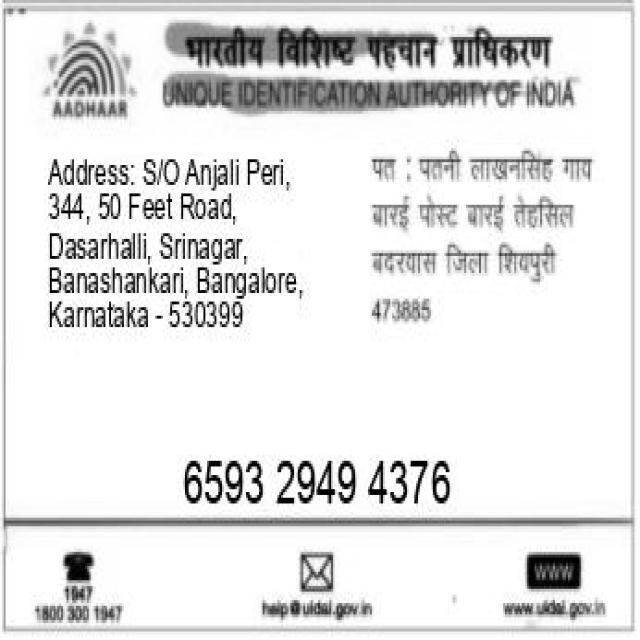 भारतीय विशिष्ट पहचान प्राधिकरण
AADHAAR
UNIQUE IDENTIFICATION AUTHORITY OF INDIA
Address: S/O Anjali Peri,
344, 50 Feet Road,
Dasarhalli, Srinagar,
Banashankari, Bangalore,
Karnataka - 530399
पत : पतनी लाखनसिंह गाय
बारई पोस्ट बारई तेहसिल
बदरवास जिला शिवपुरी
473885
6593 2949 4376
1947
1800 300 1947
help@uidai.gov.in
www
www.uidai.gov.in